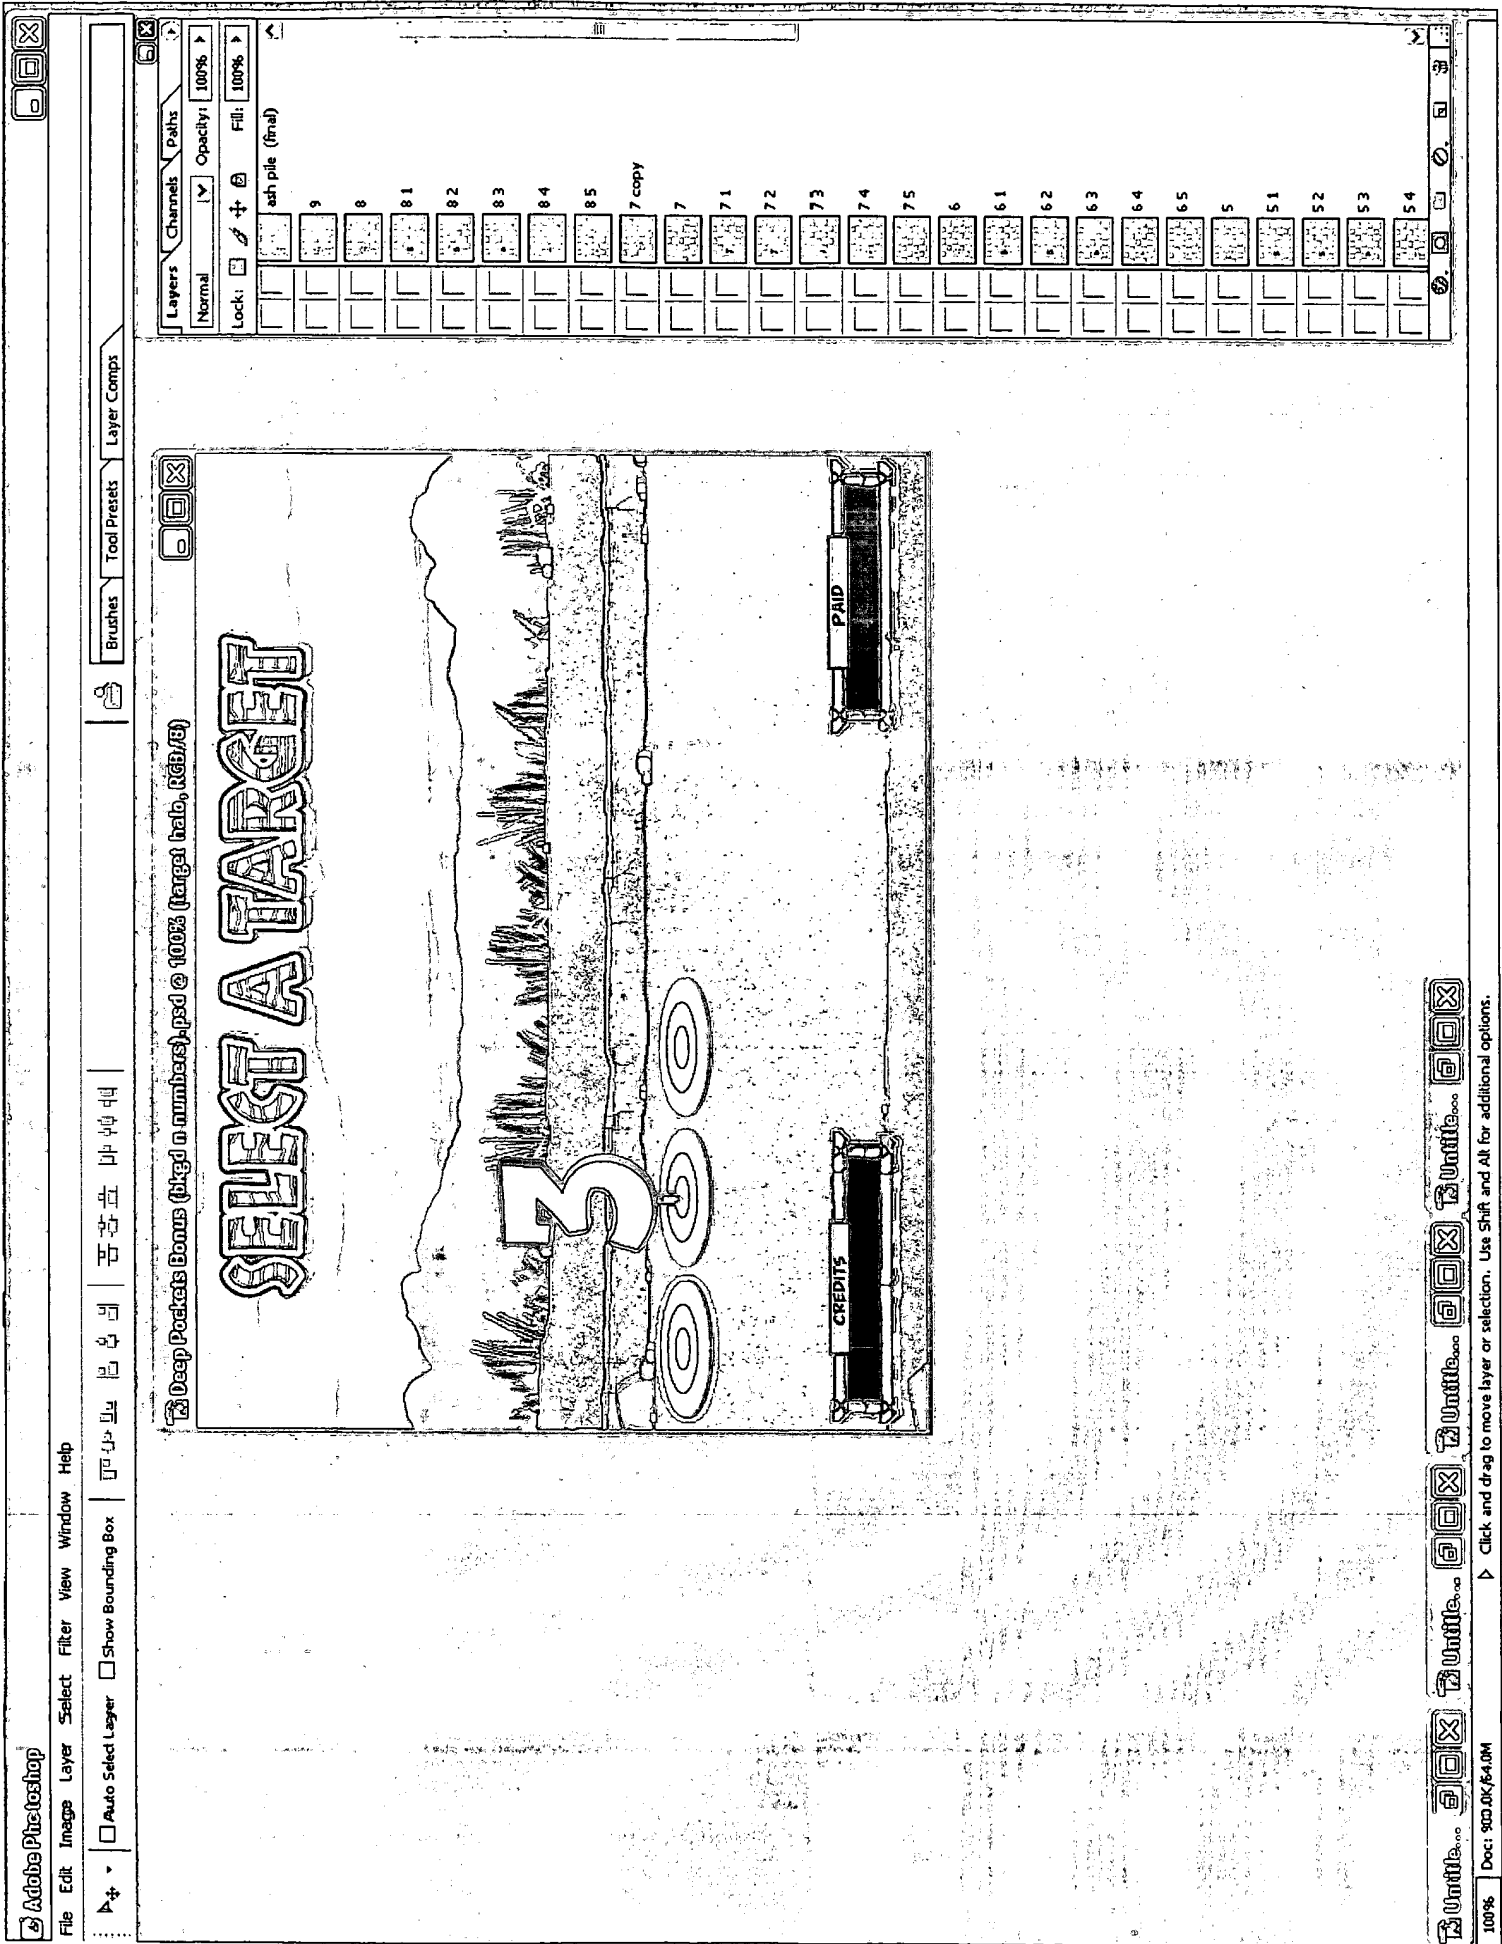 Adobe Photoshop
File Edit Image Layer Select Filter View Window Help
Auto Select Layer Show Bounding Box
Brushes Tool Presets Layer Comps
Deep Pockets Bonus (bkgd n numbers).psd @ 100% (target halo, RGB/8)
SELECT A TARGET
3
CREDITS
PAID
Layers Channels Paths
Normal Opacity: 100%
Lock: Fill: 100%
ash pile (final)
9
8
8 1
8 2
8 3
8 4
8 5
7 copy
7
7 1
7 2
7 3
7 4
7 5
6
6 1
6 2
6 3
6 4
6 5
5
5 1
5 2
5 3
5 4
Untitle... Untitle... Untitle... Untitle...
100% Doc: 900.0K/64.0M Click and drag to move layer or selection. Use Shift and Alt for additional options.